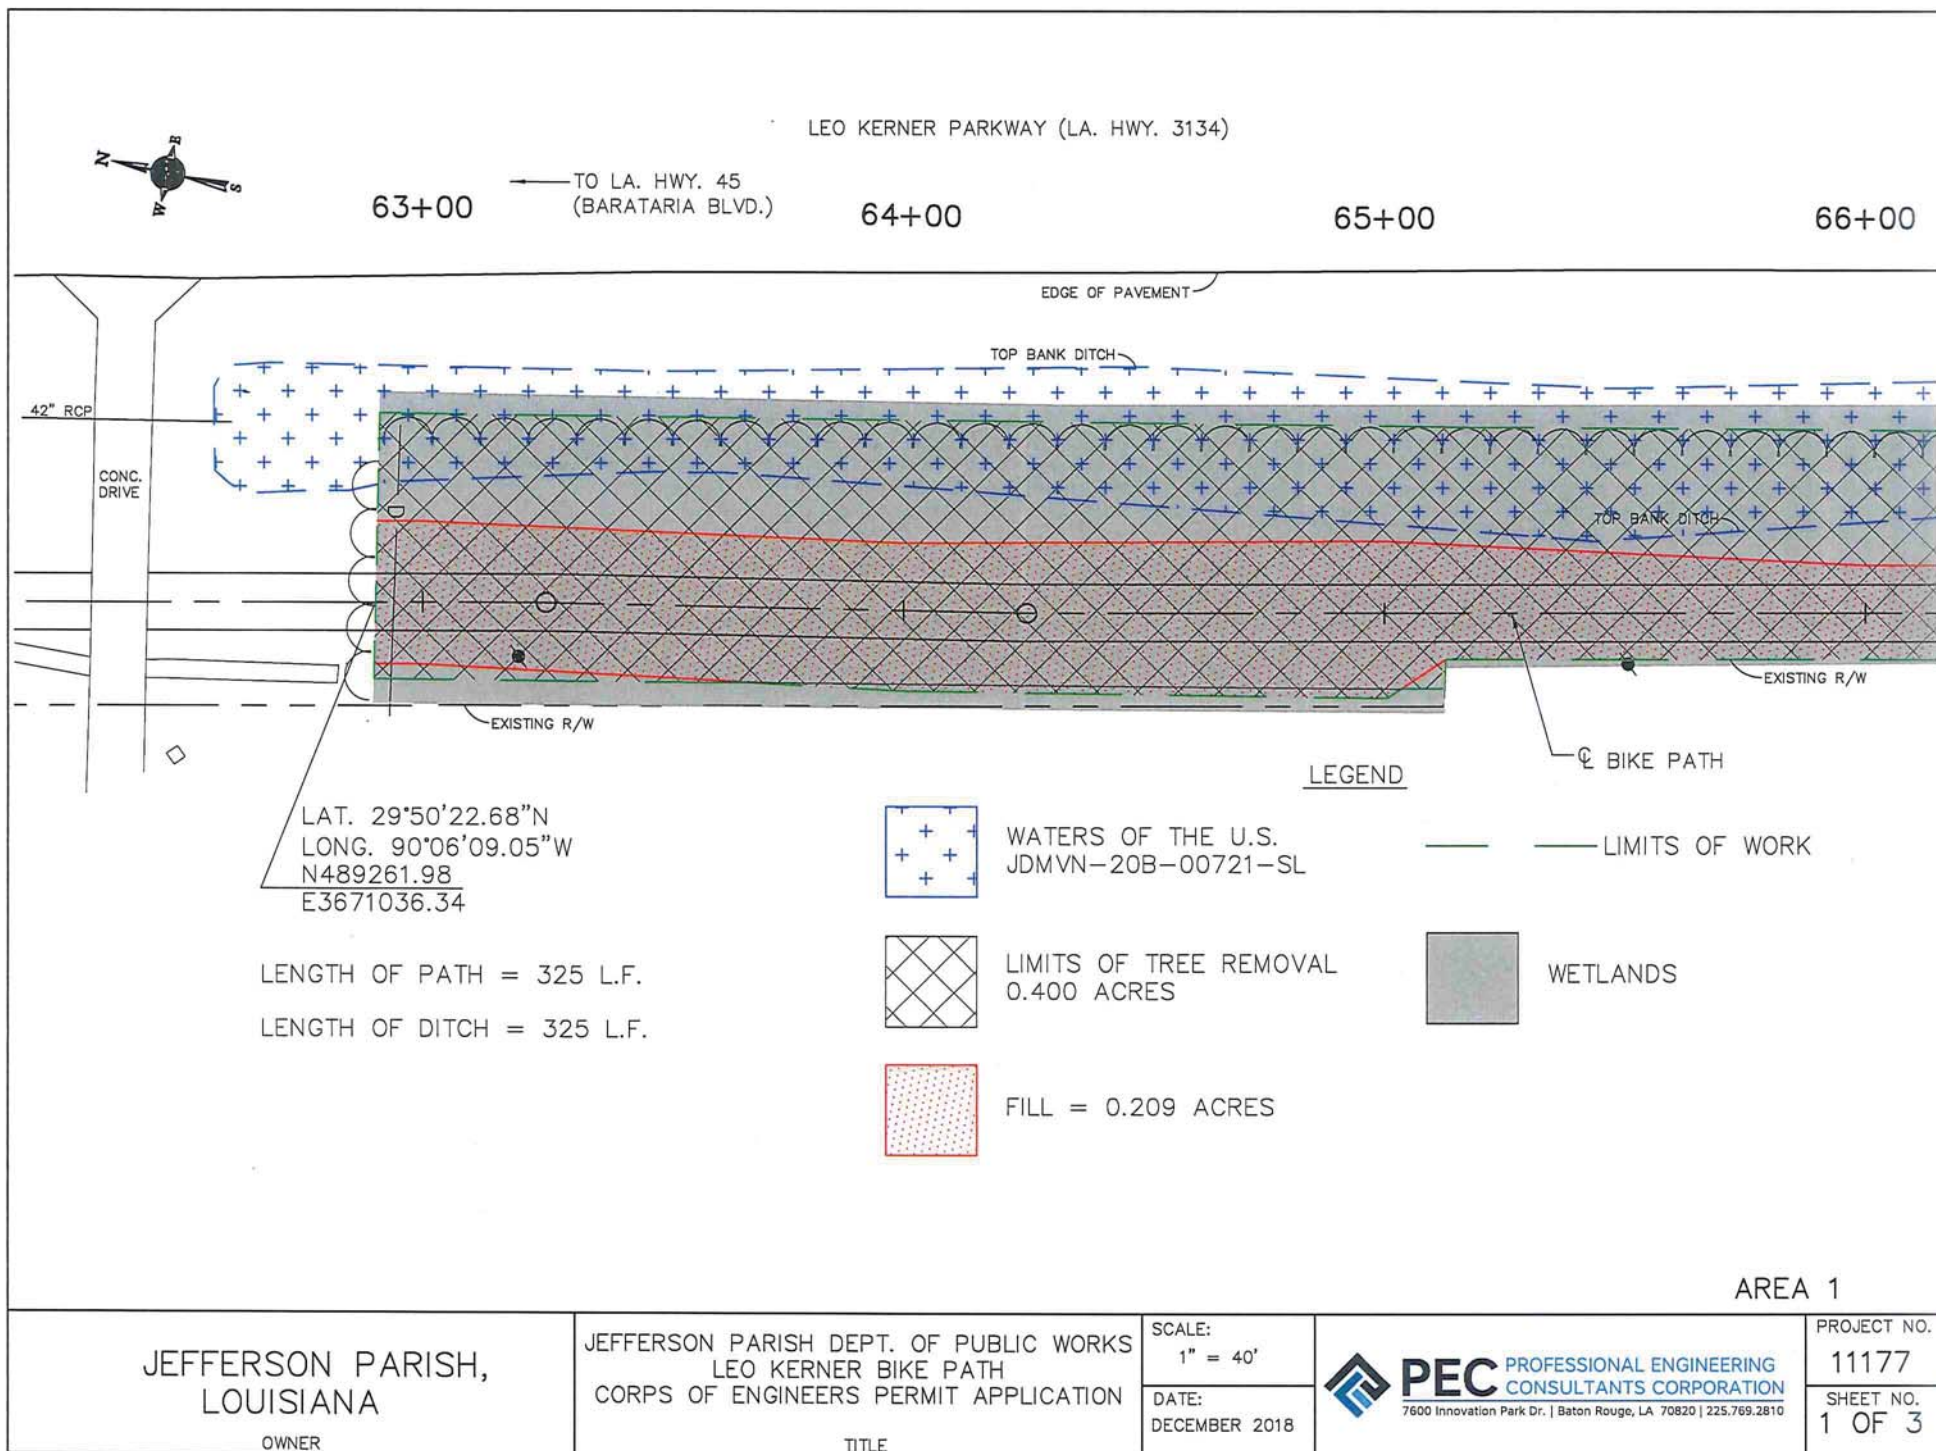 LEO KERNER PARKWAY (LA. HWY. 3134)
N
E
S
W
TO LA. HWY. 45
(BARATARIA BLVD.)
63+00
64+00
65+00
66+00
EDGE OF PAVEMENT
TOP BANK DITCH
42" RCP
CONC.
DRIVE
D
TOP BANK DITCH
EXISTING R/W
EXISTING R/W
℄ BIKE PATH
LAT. 29°50'22.68"N
LONG. 90°06'09.05"W
N489261.98
E3671036.34
LENGTH OF PATH = 325 L.F.
LENGTH OF DITCH = 325 L.F.
LEGEND
WATERS OF THE U.S.
JDMVN-20B-00721-SL
LIMITS OF WORK
LIMITS OF TREE REMOVAL
0.400 ACRES
WETLANDS
FILL = 0.209 ACRES
AREA 1
JEFFERSON PARISH,
LOUISIANA
OWNER
JEFFERSON PARISH DEPT. OF PUBLIC WORKS
LEO KERNER BIKE PATH
CORPS OF ENGINEERS PERMIT APPLICATION
TITLE
SCALE:
1" = 40'
DATE:
DECEMBER 2018
PEC PROFESSIONAL ENGINEERING
CONSULTANTS CORPORATION
7600 Innovation Park Dr. | Baton Rouge, LA 70820 | 225.769.2810
PROJECT NO.
11177
SHEET NO.
1 OF 3